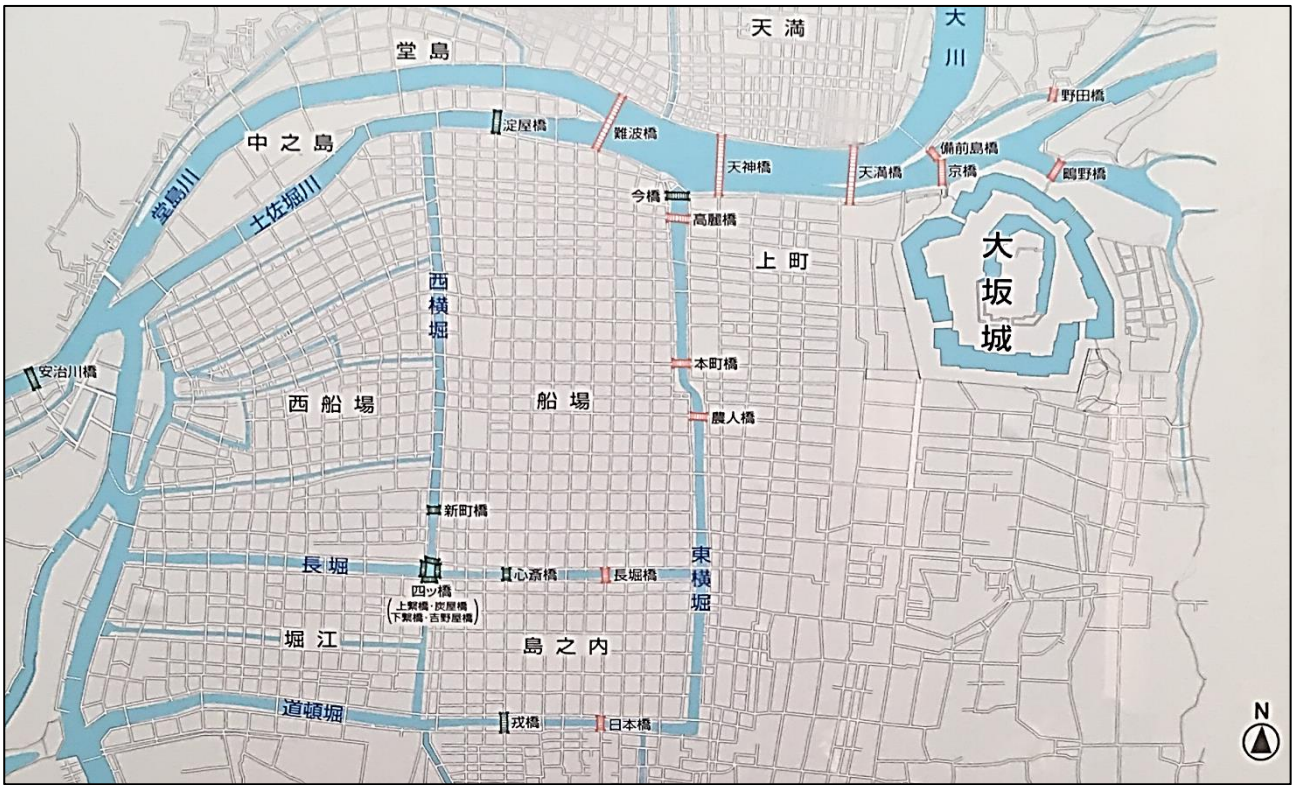 天満
大川
堂島
野田橋
淀屋橋
難波橋
中之島
備前島橋
天神橋
天満橋
京橋
鴫野橋
堂島川
土佐堀川
今橋
高麗橋
上町
大坂城
西横堀
本町橋
安治川橋
西船場
船場
農人橋
新町橋
長堀
東横堀
心斎橋
長堀橋
四ツ橋
(上繋橋・炭屋橋
下繋橋・吉野屋橋)
堀江
島之内
道頓堀
戎橋
日本橋
N